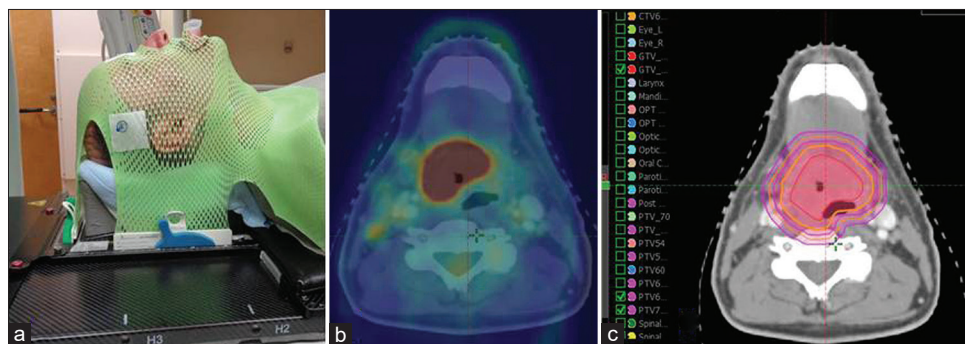 a
H3
H2
b
c
CTV6...
Eye_L
Eye_R
GTV_...
GTV_...
Larynx
Mandi...
OPT ...
OPT ...
Optic...
Optic...
Oral C...
Paroti...
Paroti...
Post ...
PTV_70
PTV_...
PTV54
PTV5...
PTV60
PTV6...
PTV6...
PTV7...
Spinal...
Spinal